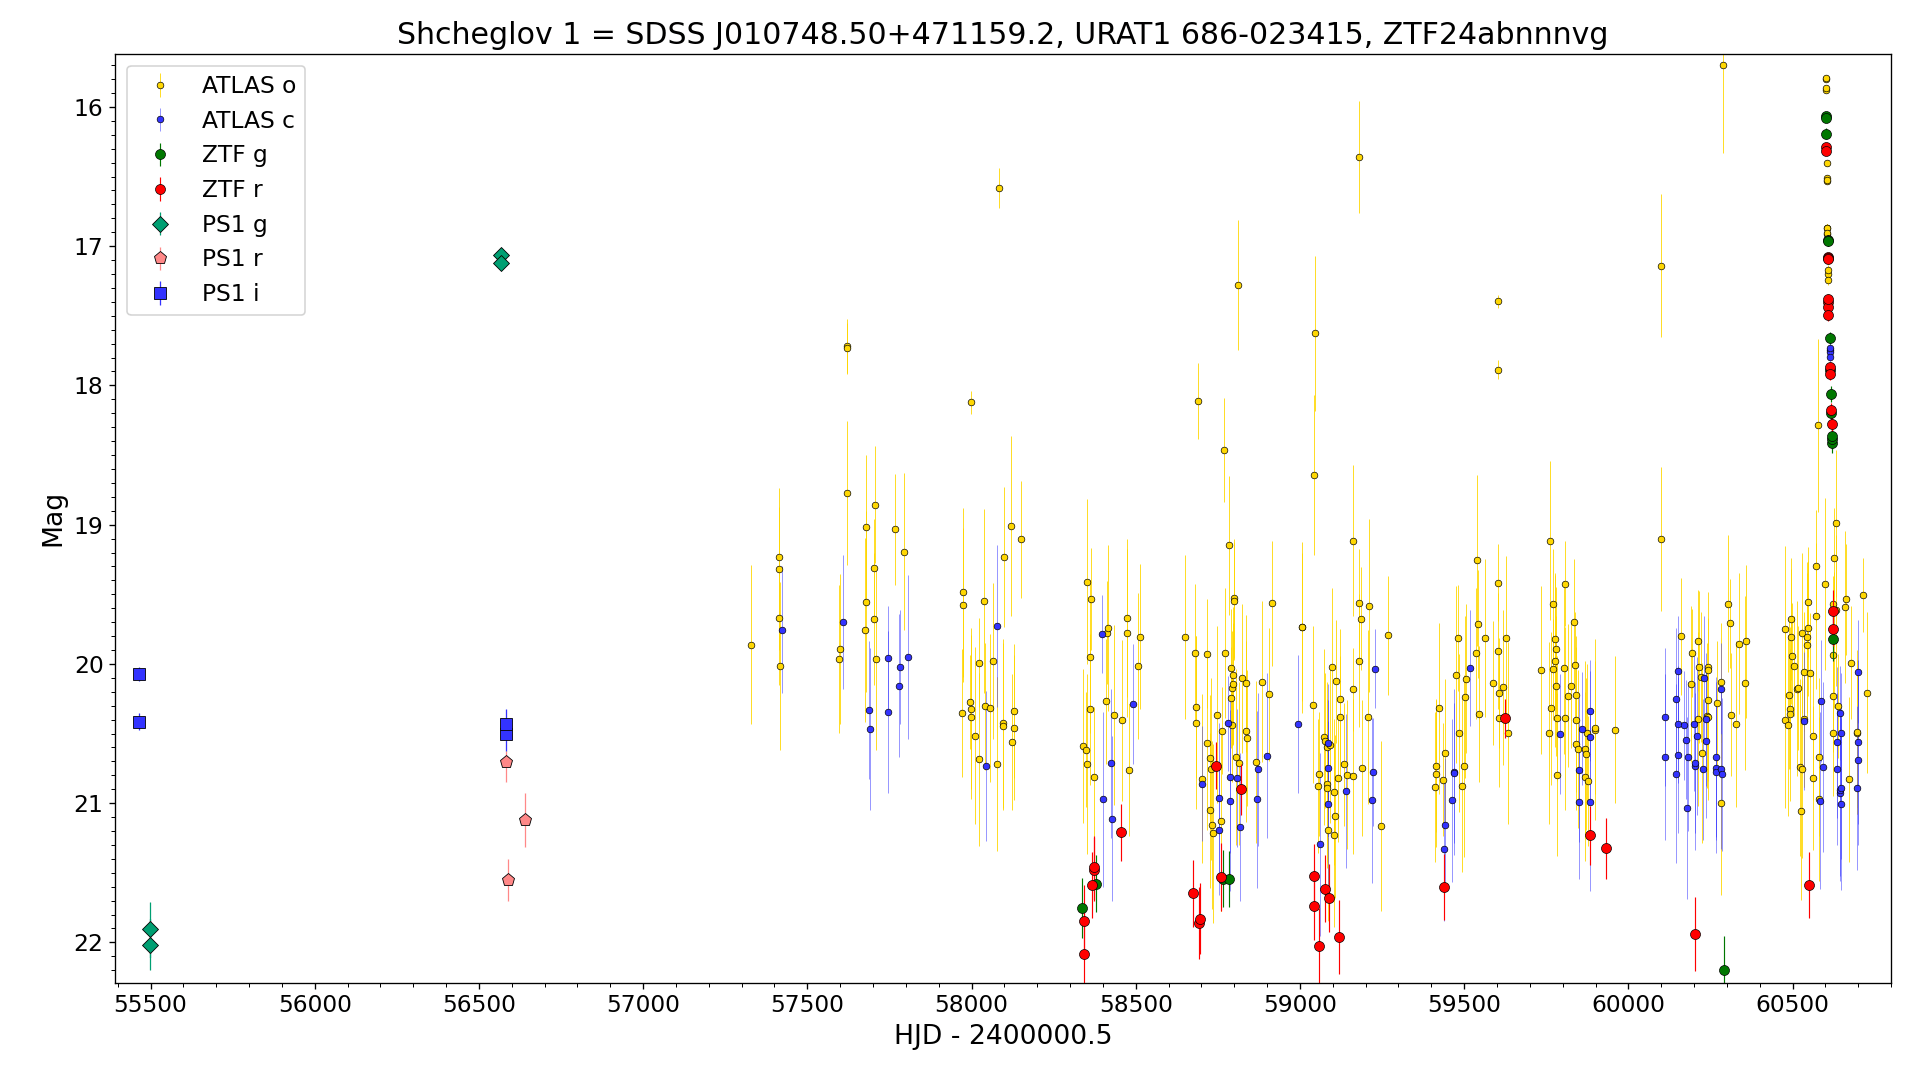 Shcheglov 1 = SDSS J010748.50+471159.2, URAT1 686-023415, ZTF24abnnnvg
ATLAS o
ATLAS c
ZTF g
ZTF r
PS1 g
PS1 r
PS1 i
Mag
16
17
18
19
20
21
22
55500 56000 56500 57000 57500 58000 58500 59000 59500 60000 60500
HJD - 2400000.5